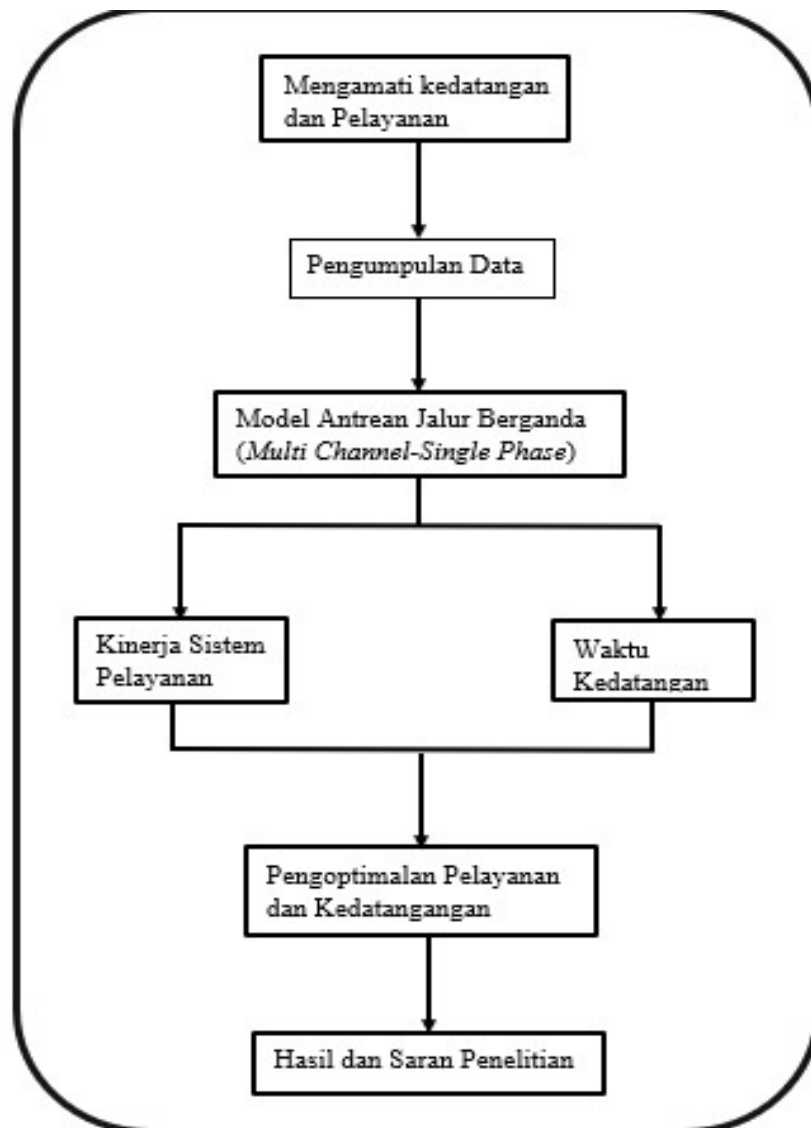 Mengamati kedatangan
dan Pelayanan
Pengumpulan Data
Model Antrean Jalur Berganda
(Multi Channel-Single Phase)
Kinerja Sistem
Pelayanan
Waktu
Kedatangan
Pengoptimalan Pelayanan
dan Kedatangangan
Hasil dan Saran Penelitian